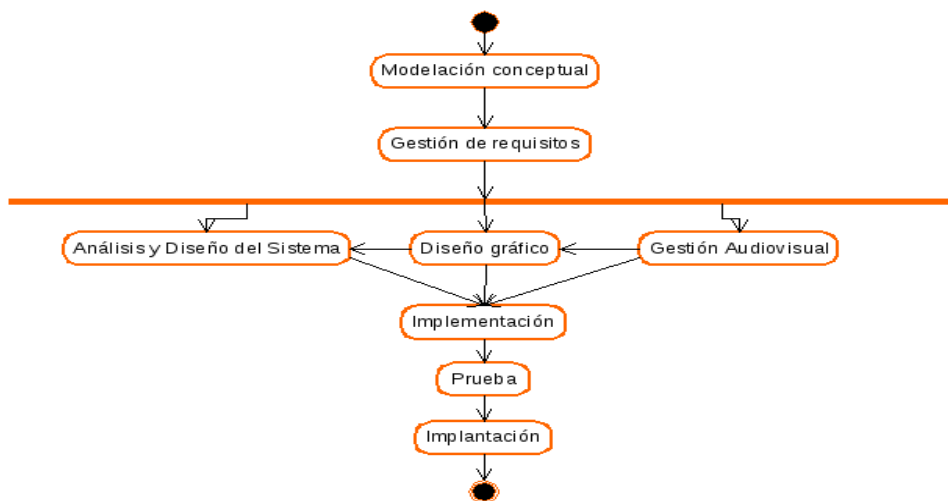 Modelación conceptual
Gestión de requisitos
Análisis y Diseño del Sistema
Diseño gráfico
Gestión Audiovisual
Implementación
Prueba
Implantación